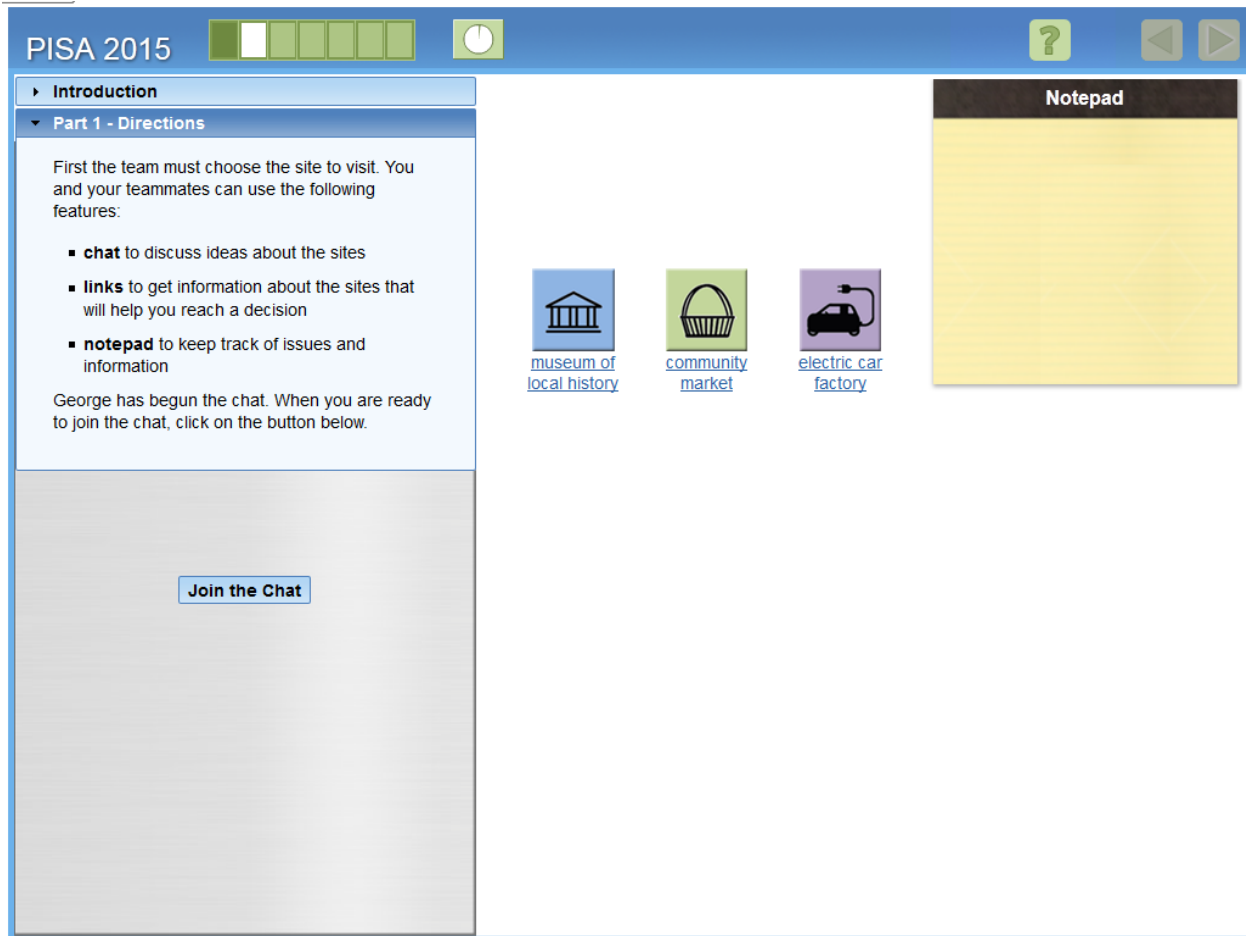 PISA 2015
?
Introduction
Part 1 - Directions
First the team must choose the site to visit. You
and your teammates can use the following
features:
chat to discuss ideas about the sites
links to get information about the sites that
will help you reach a decision
notepad to keep track of issues and
information
George has begun the chat. When you are ready
to join the chat, click on the button below.
Join the Chat
museum of
local history
community
market
electric car
factory
Notepad